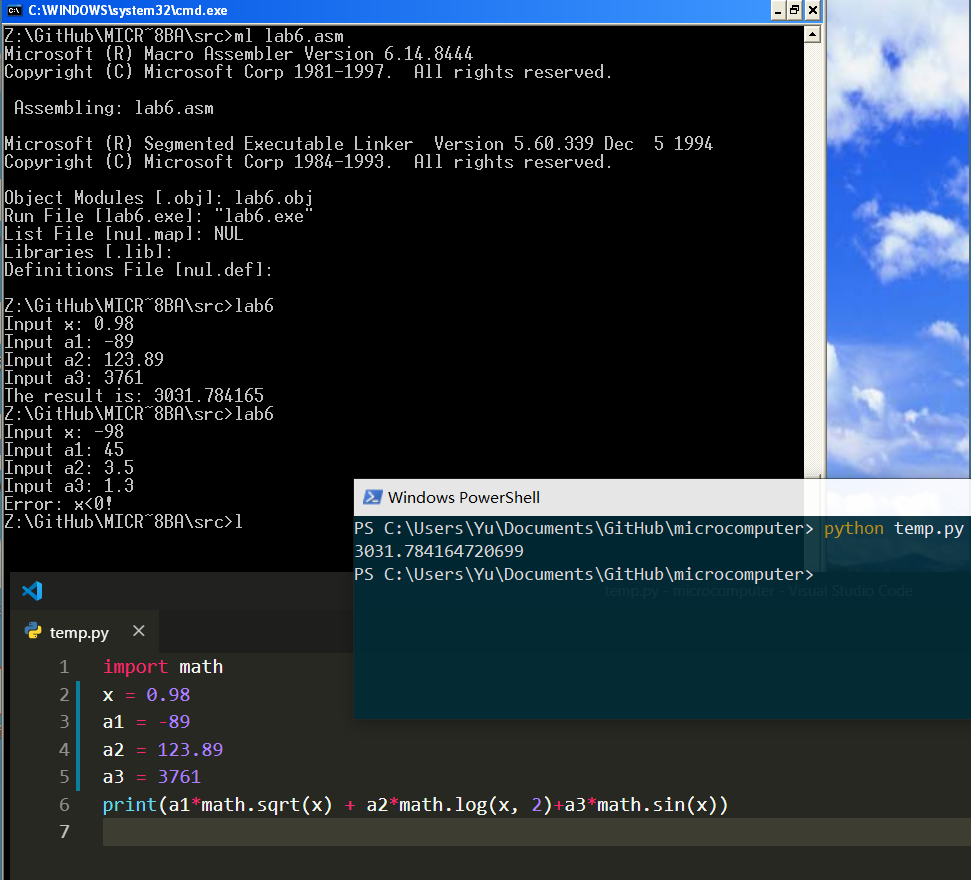 C:\WINDOWS\system32\cmd.exe
Z:\GitHub\MICR~8BA\src>ml lab6.asm
Microsoft (R) Macro Assembler Version 6.14.8444
Copyright (C) Microsoft Corp 1981-1997.  All rights reserved.
Assembling: lab6.asm
Microsoft (R) Segmented Executable Linker  Version 5.60.339 Dec  5 1994
Copyright (C) Microsoft Corp 1984-1993.  All rights reserved.
Object Modules [.obj]: lab6.obj
Run File [lab6.exe]: "lab6.exe"
List File [nul.map]: NUL
Libraries [.lib]:
Definitions File [nul.def]:
Z:\GitHub\MICR~8BA\src>lab6
Input x: 0.98
Input a1: -89
Input a2: 123.89
Input a3: 3761
The result is: 3031.784165
Z:\GitHub\MICR~8BA\src>lab6
Input x: -98
Input a1: 45
Input a2: 3.5
Input a3: 1.3
Error: x<0!
Z:\GitHub\MICR~8BA\src>l
Windows PowerShell
PS C:\Users\Yu\Documents\GitHub\microcomputer> python temp.py
3031.784164720699
PS C:\Users\Yu\Documents\GitHub\microcomputer>
temp.py - microcomputer - Visual Studio Code
temp.py
1 import math
2 x = 0.98
3 a1 = -89
4 a2 = 123.89
5 a3 = 3761
6 print(a1*math.sqrt(x) + a2*math.log(x, 2)+a3*math.sin(x))
7